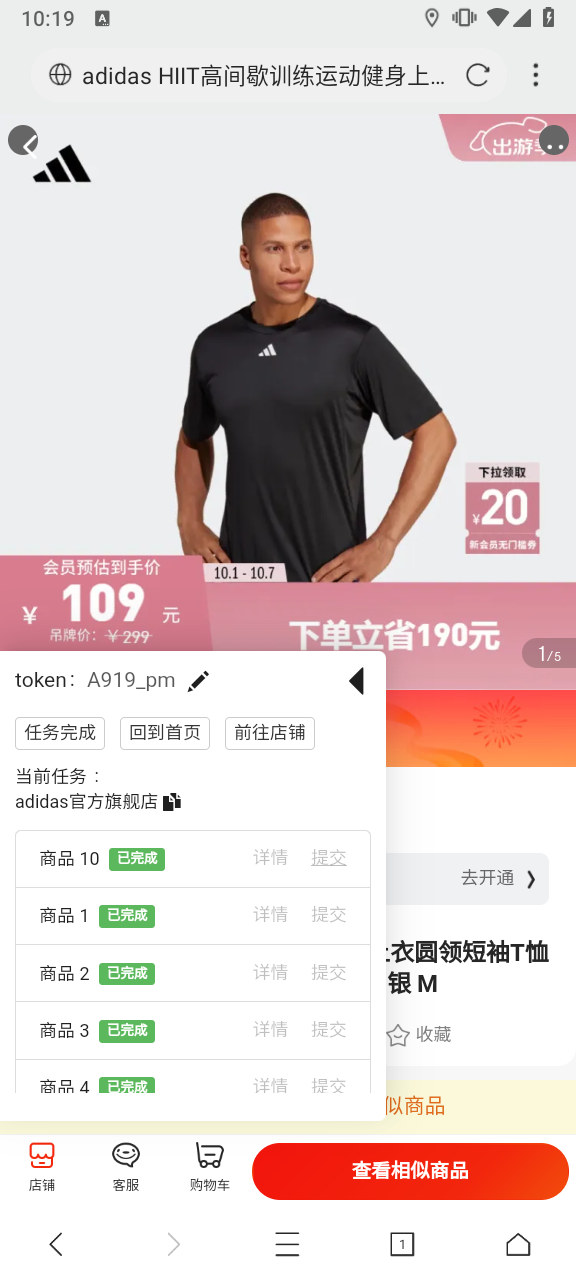 10:19
adidas HIIT高间歇训练运动健身上...
下拉领取
¥20
新会员无门槛券
会员预估到手价
10.1 - 10.7
¥ 109 元
吊牌价: ¥299
下单立省190元
1/5
token: A919_pm
任务完成 回到首页 前往店铺
当前任务：
adidas官方旗舰店
商品 10 已完成 详情 提交
去开通
商品 1 已完成 详情 提交
上衣圆领短袖T恤
商品 2 已完成 详情 提交
银 M
商品 3 已完成 详情 提交
收藏
商品 4 已完成 详情 提交
似商品
店铺 客服 购物车 查看相似商品
1